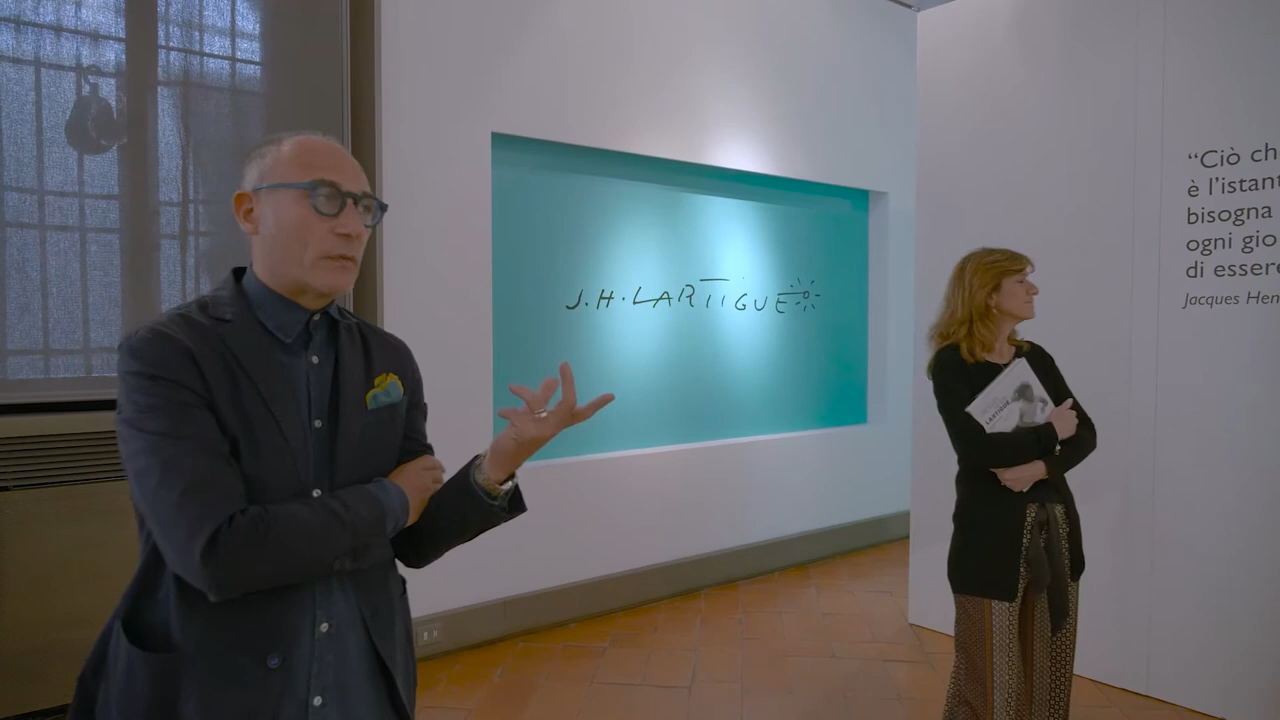 J.H. LARTIGUE
LARTIGUE
“Ciò ch
è l’istant
bisogna
ogni gio
di essere
Jacques Hen